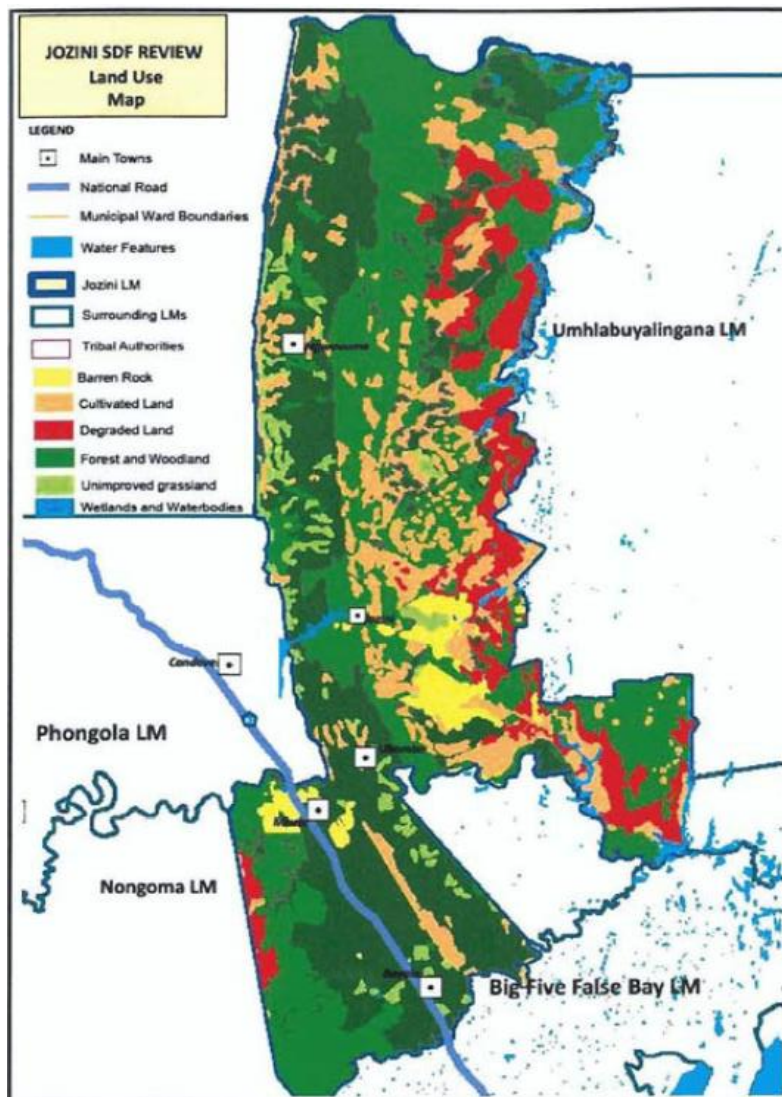 JOZINI SDF REVIEW
Land Use
Map
LEGEND
Main Towns
National Road
Municipal Ward Boundaries
Water Features
Jozini LM
Surrounding LMs
Tribal Authorities
Barren Rock
Cultivated Land
Degraded Land
Forest and Woodland
Unimproved grassland
Wetlands and Waterbodies
Umhlabuyalingana LM
Phongola LM
Nongoma LM
Big Five False Bay LM